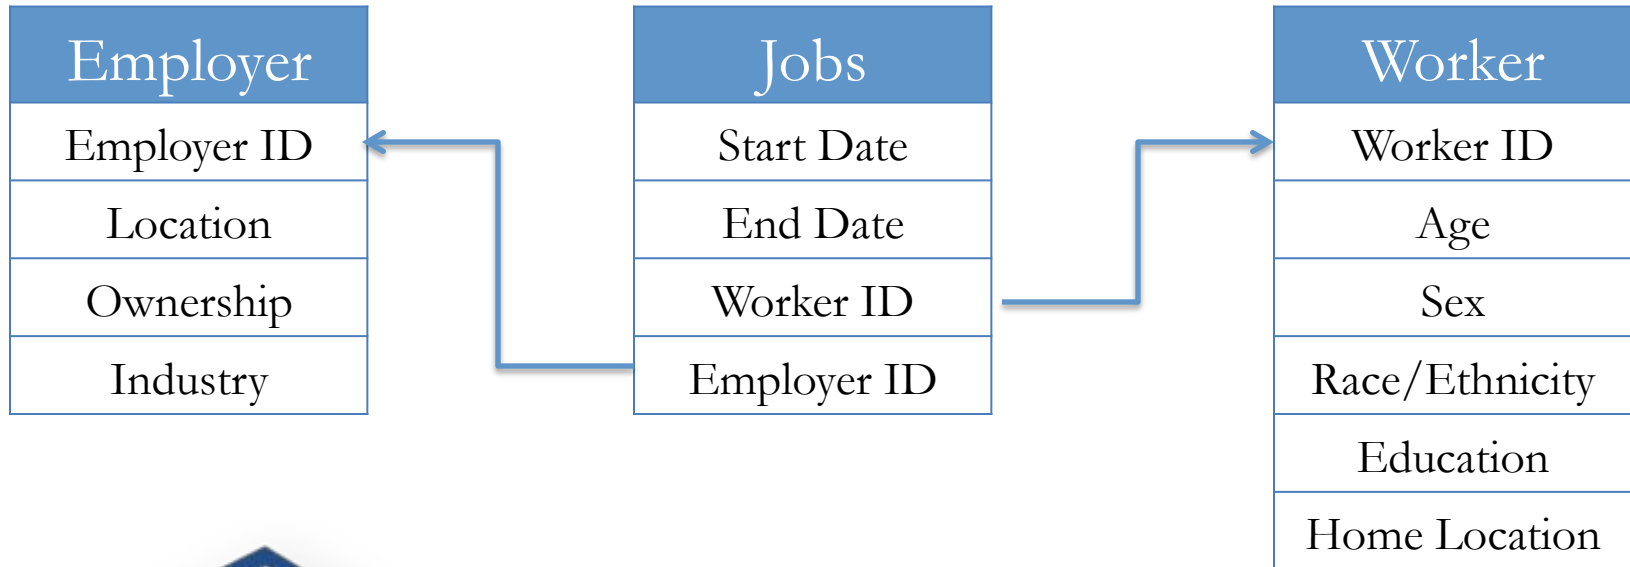 Employer
Employer ID
Location
Ownership
Industry
Jobs
Start Date
End Date
Worker ID
Employer ID
Worker
Worker ID
Age
Sex
Race/Ethnicity
Education
Home Location